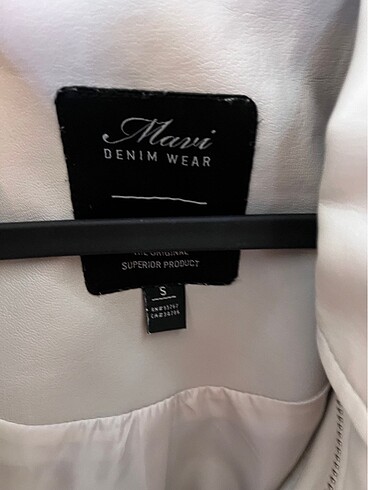 Mavi
DENIM WEAR
THE ORIGINAL
SUPERIOR PRODUCT
S